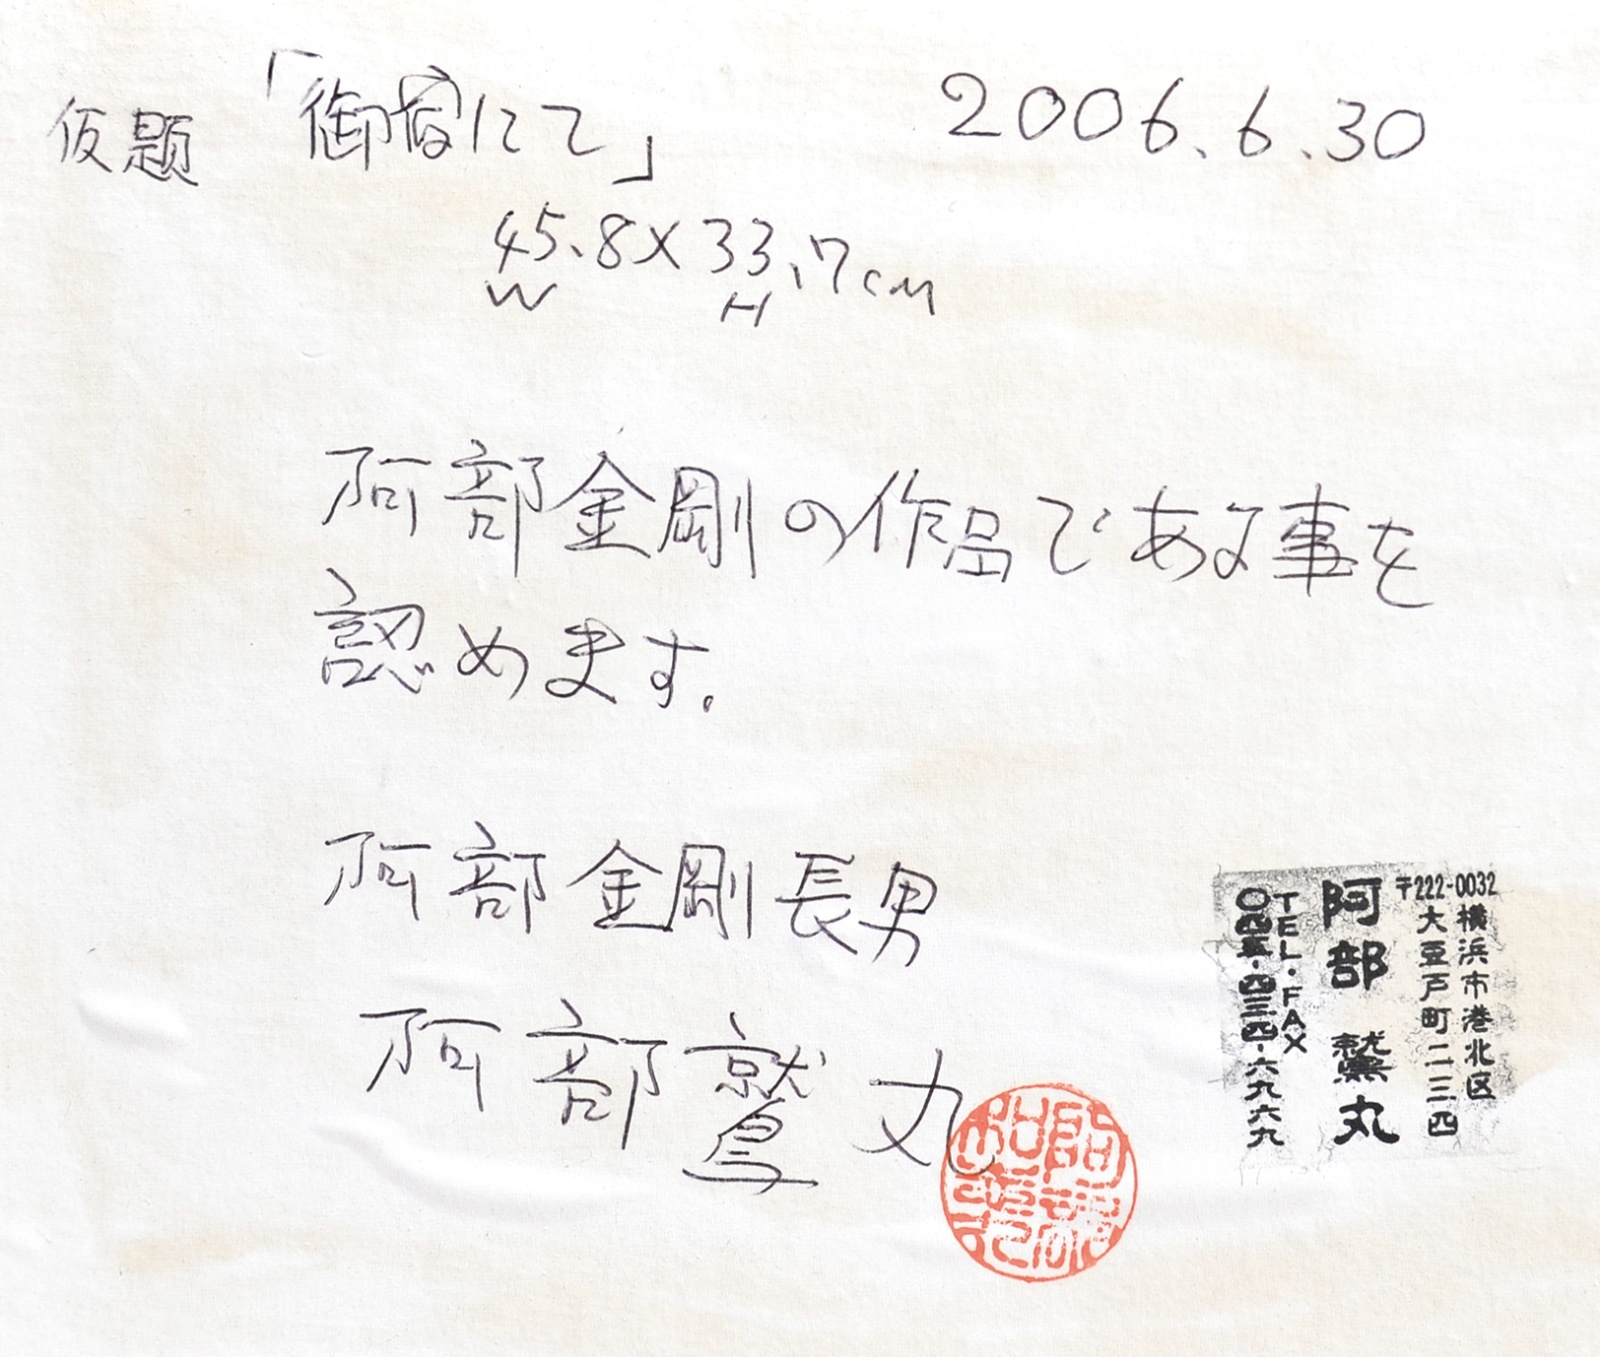 仮題 「御宿にて」 2006.6.30
45.8×33.7cm
W H
阿部金剛の作品である事を
認めます.
阿部金剛長男
阿部鷲丸
〒222-0032
横浜市港北区
大豆戸町二三四
阿部 鷲丸
TEL・FAX
〇四五・四三四・六九六九